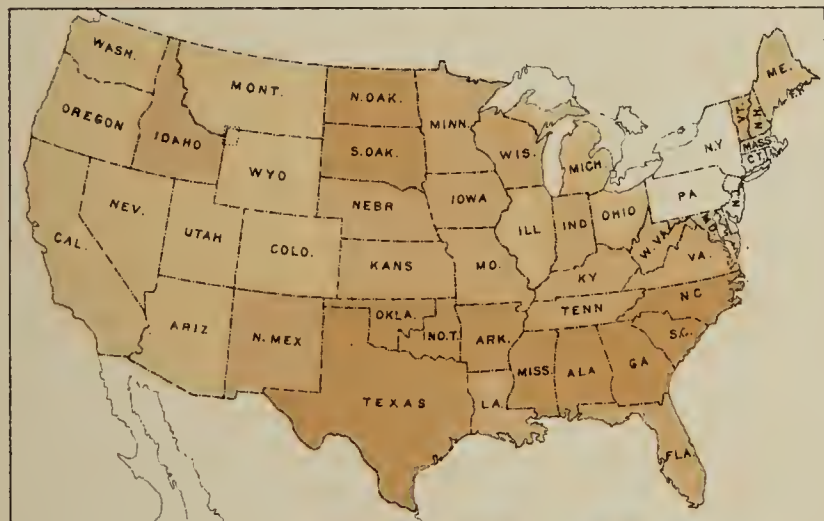 WASH.
MONT.
N.OAK.
MINN.
ME.
OREGON
IDAHO
S.OAK.
WIS.
MICH.
VT.
N.H.
N.Y
MASS
CT.
WYO
NEBR
IOWA
PA
N.J.
NEV.
UTAH
COLO.
ILL
IND
OHIO
M.D.
W.VA.
VA.
CAL.
KANS
MO.
KY
ARIZ
N.MEX
OKLA.
IND.T.
ARK.
TENN
NC
S.C.
TEXAS
LA.
MISS.
ALA
GA
FLA.